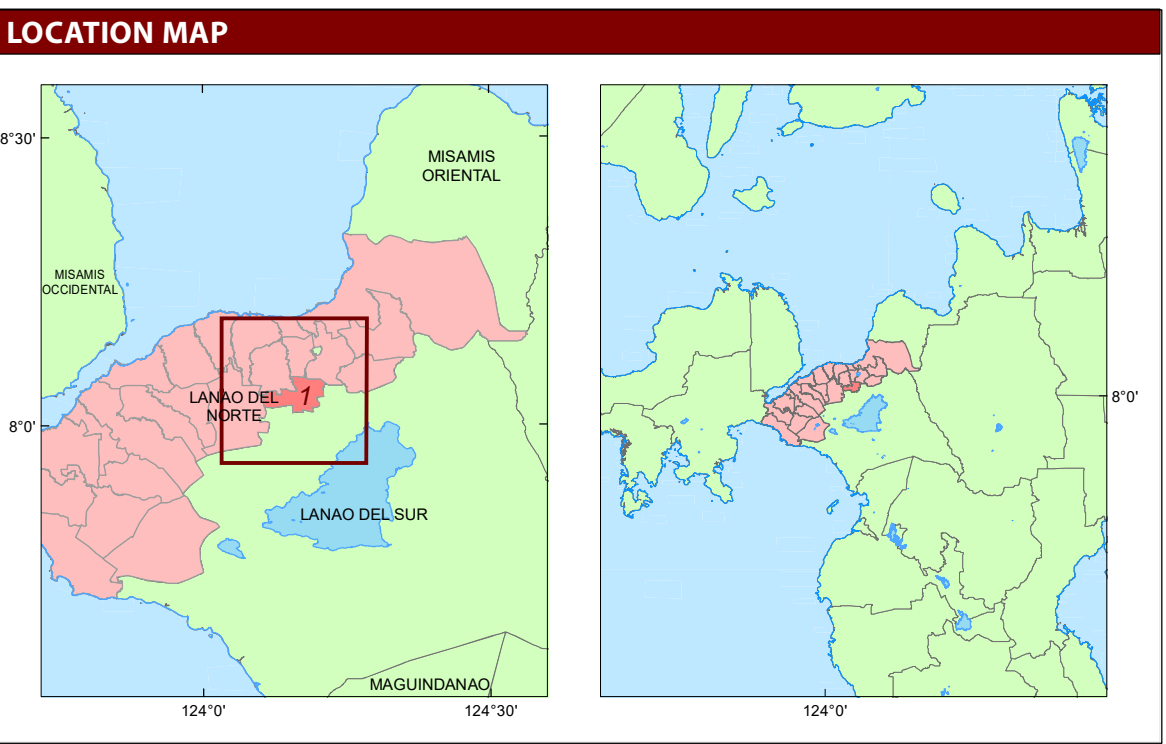 LOCATION MAP
8°30'
MISAMIS
ORIENTAL
MISAMIS
OCCIDENTAL
LANAO DEL
NORTE
1
8°0'
8°0'
LANAO DEL SUR
MAGUINDANAO
124°0'
124°30'
124°0'